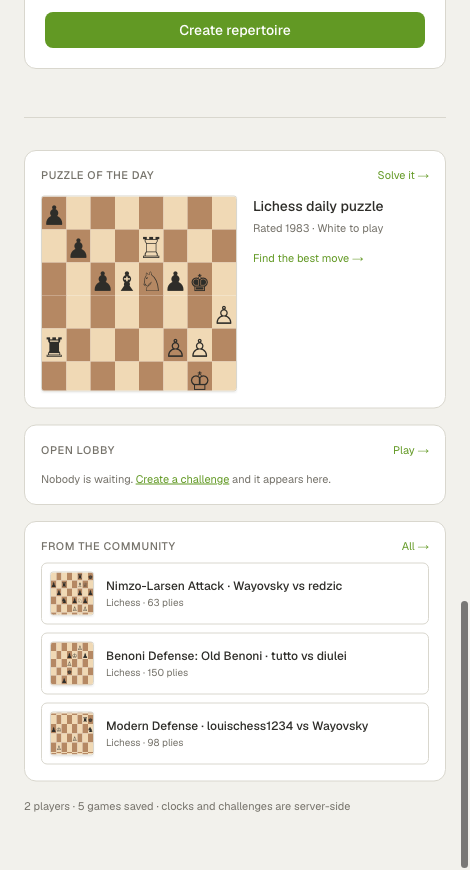 Create repertoire
PUZZLE OF THE DAY
Solve it →
Lichess daily puzzle
Rated 1983 · White to play
Find the best move →
OPEN LOBBY
Play →
Nobody is waiting. Create a challenge and it appears here.
FROM THE COMMUNITY
All →
Nimzo-Larsen Attack · Wayovsky vs redzic
Lichess · 63 plies
Benoni Defense: Old Benoni · tutto vs diulei
Lichess · 150 plies
Modern Defense · louischess1234 vs Wayovsky
Lichess · 98 plies
2 players · 5 games saved · clocks and challenges are server-side